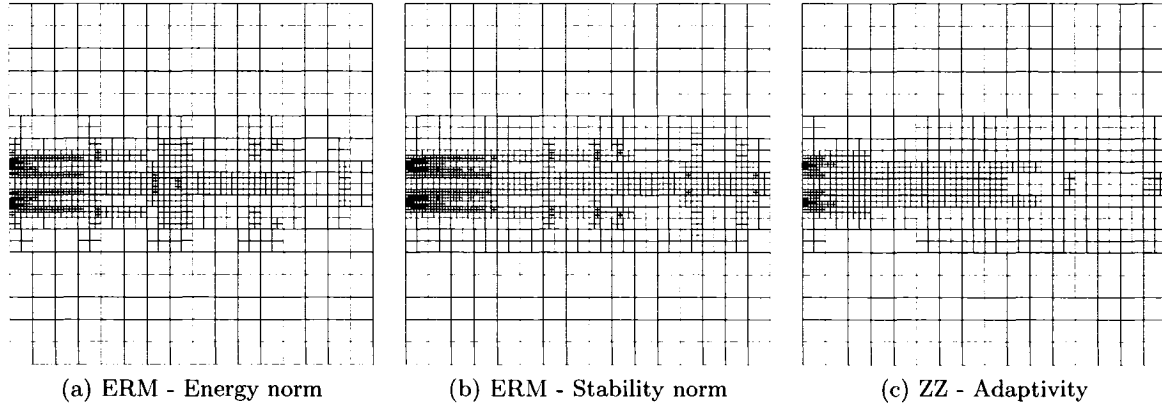 (a) ERM - Energy norm
(b) ERM - Stability norm
(c) ZZ - Adaptivity